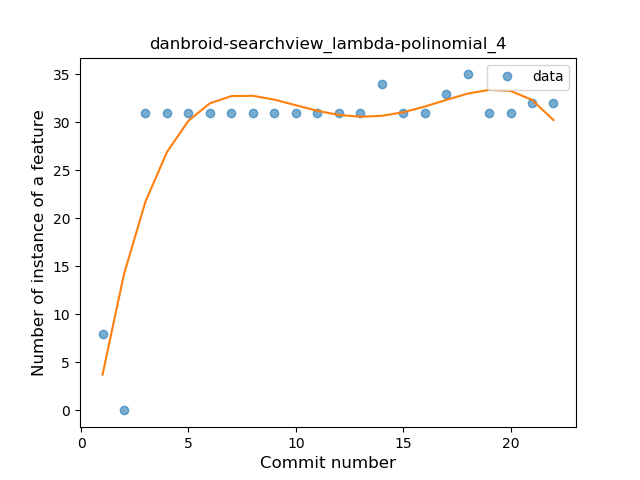 danbroid-searchview_lambda-polinomial_4
data
Number of instance of a feature
35
30
25
20
15
10
5
0
0 5 10 15 20
Commit number